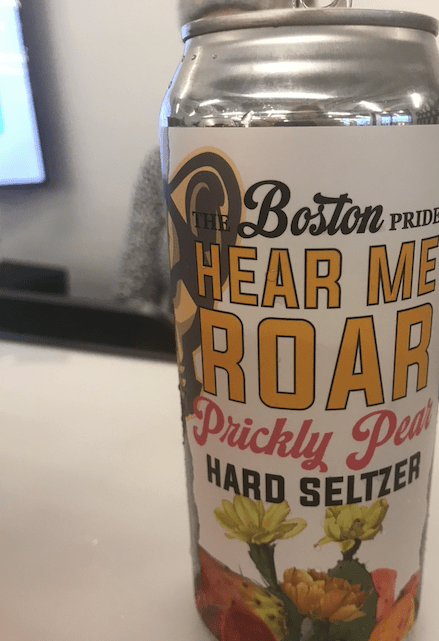 THE Boston PRIDE
HEAR ME
ROAR
Prickly Pear
HARD SELTZER